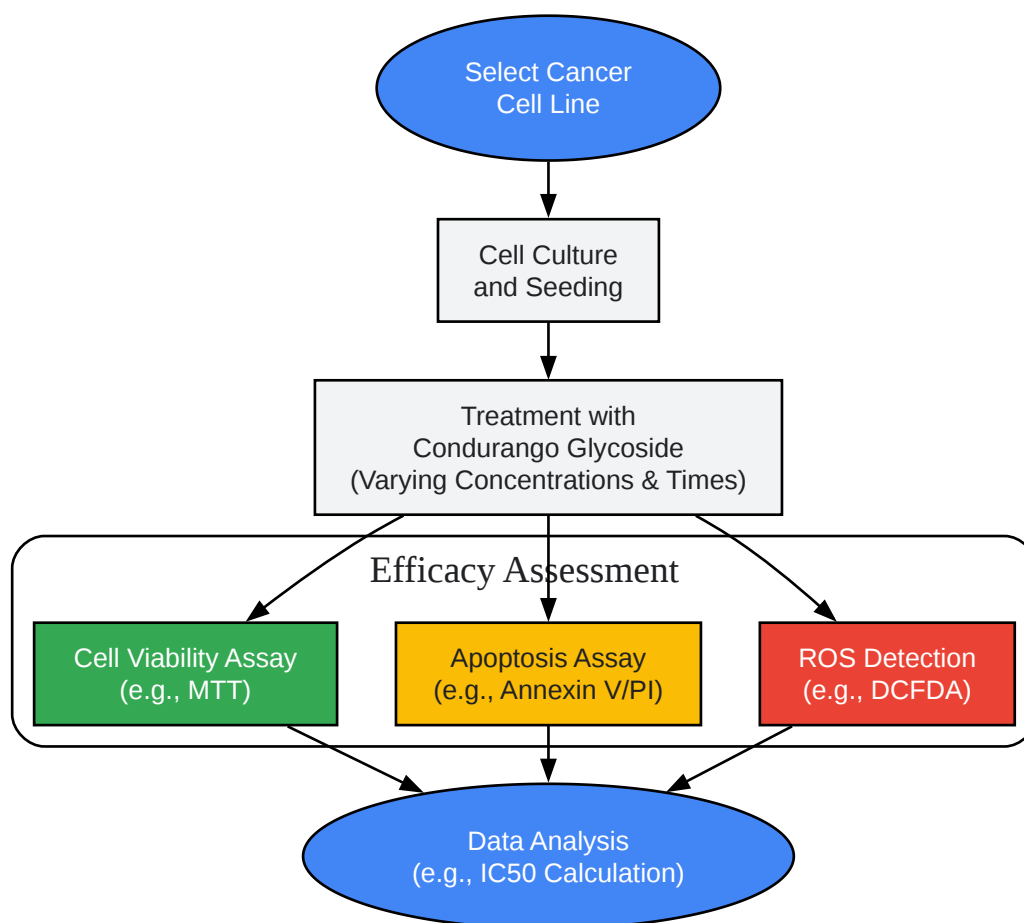 Select Cancer
Cell Line
Cell Culture
and Seeding
Treatment with
Condurango Glycoside
(Varying Concentrations & Times)
Efficacy Assessment
Cell Viability Assay
(e.g., MTT)
Apoptosis Assay
(e.g., Annexin V/PI)
ROS Detection
(e.g., DCFDA)
Data Analysis
(e.g., IC50 Calculation)